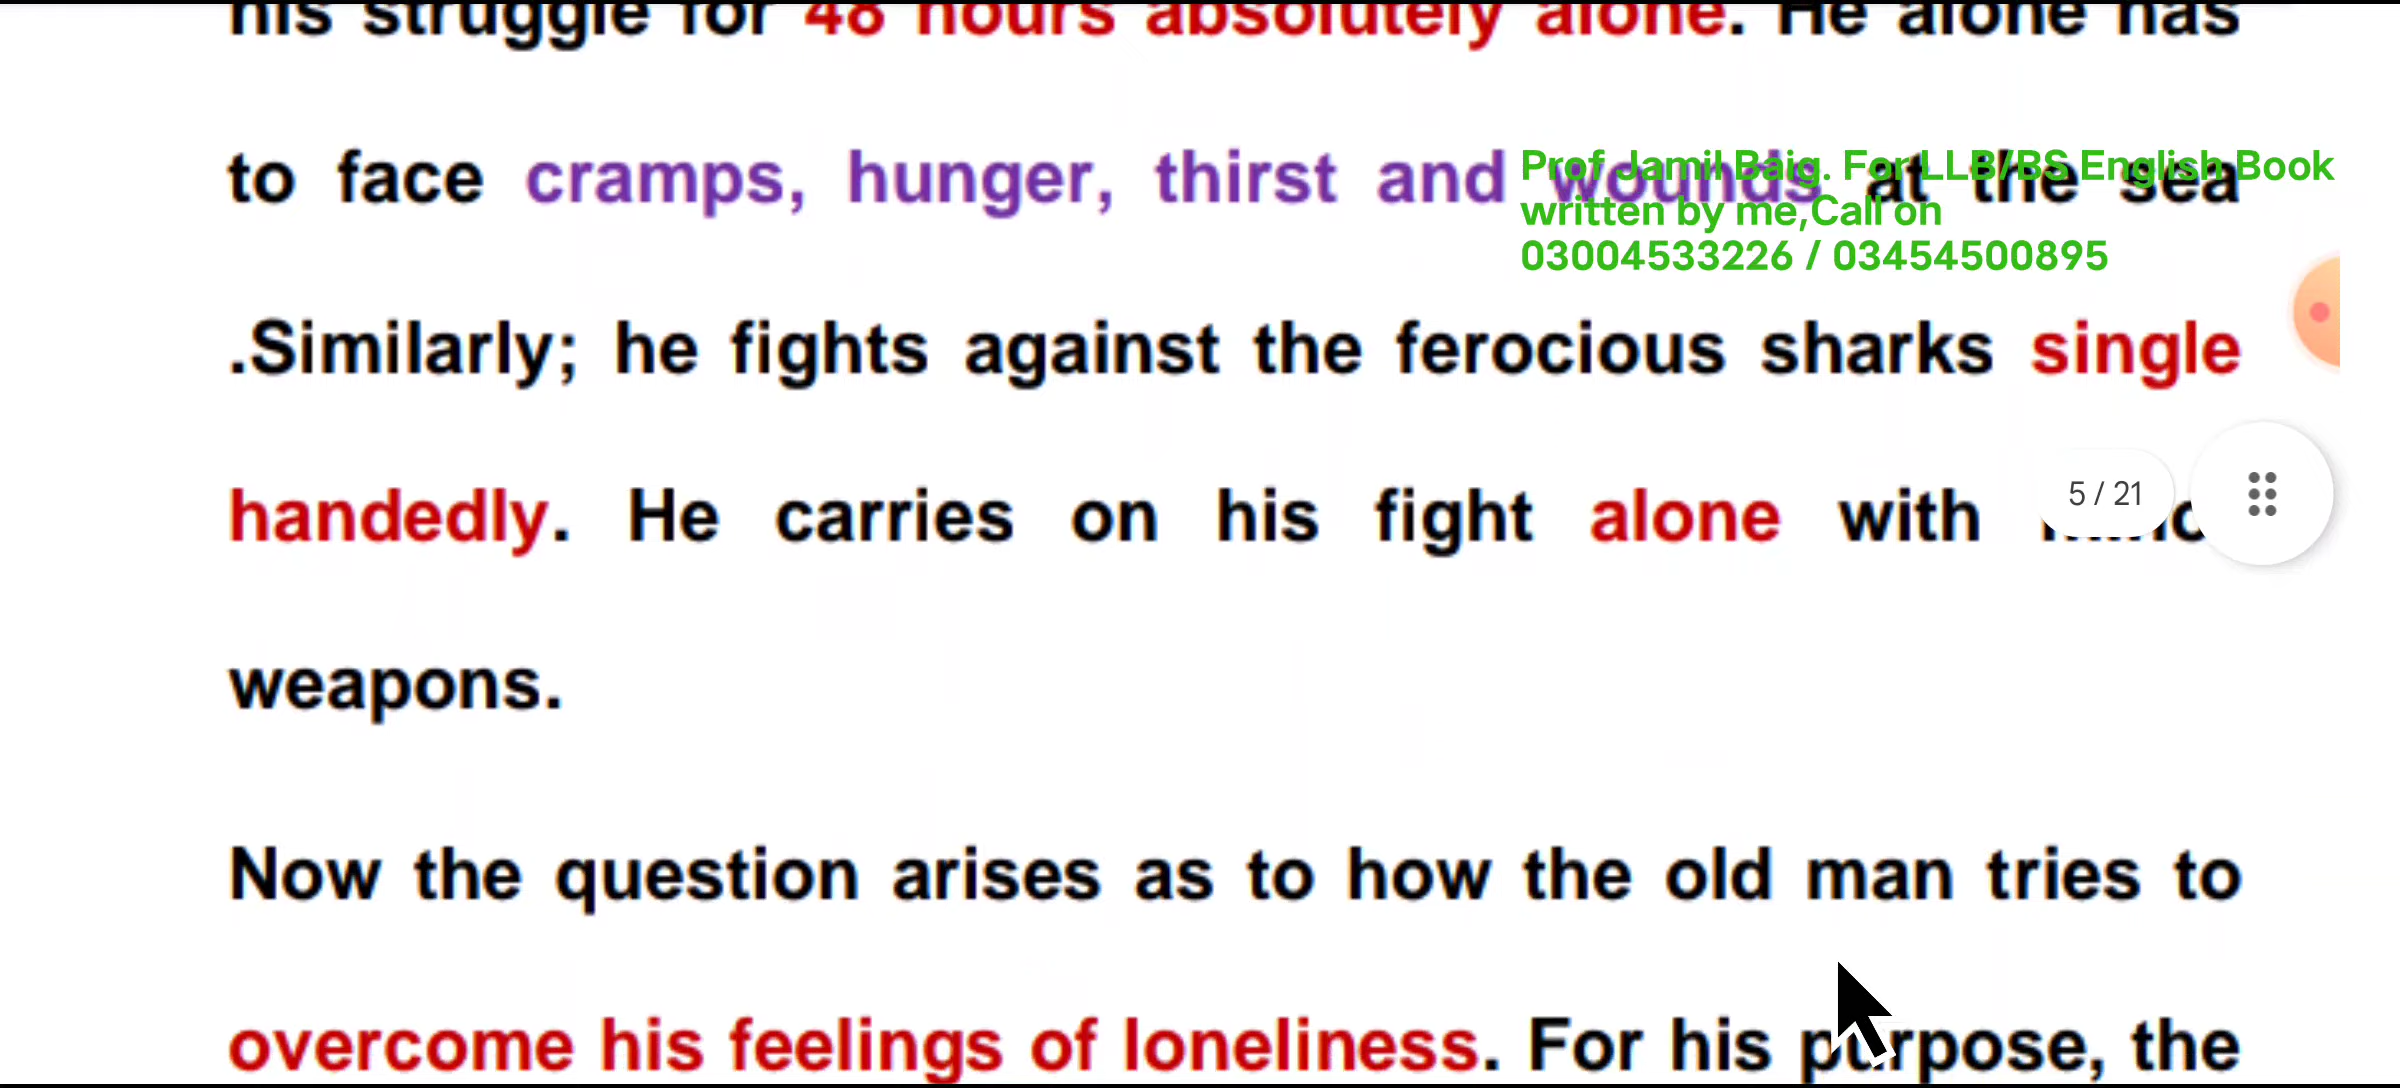 his struggle for 48 hours absolutely alone. He alone has
to face cramps, hunger, thirst and wounds at the sea
Prof Jamil Baig. For LLB/BS English Book
written by me,Call on
03004533226 / 03454500895
.Similarly; he fights against the ferocious sharks single
handedly. He carries on his fight alone with
5 / 21
weapons.
Now the question arises as to how the old man tries to
overcome his feelings of loneliness. For his purpose, the